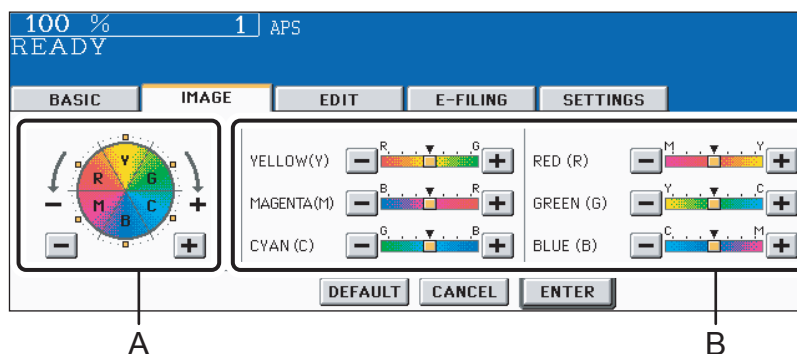 100 % 1 APS
READY
BASIC IMAGE EDIT E-FILING SETTINGS
Y
R G
M C
B
- +
- +
YELLOW(Y) - R G +
MAGENTA(M) - B R +
CYAN (C) - G B +
RED (R) - M Y +
GREEN (G) - Y C +
BLUE (B) - C M +
DEFAULT CANCEL ENTER
A B